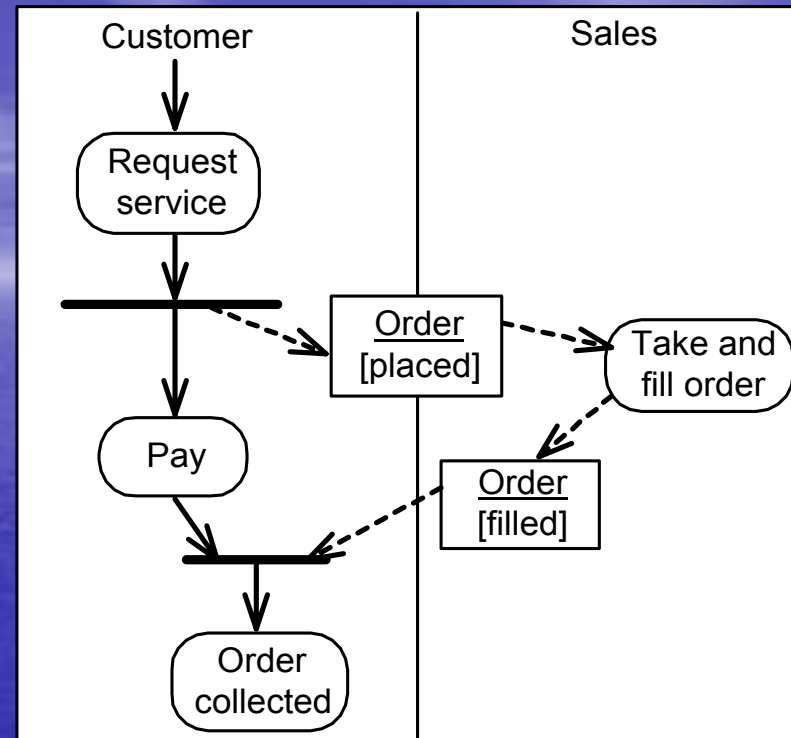 Customer
Sales
Request
service
Order
[placed]
Take and
fill order
Pay
Order
[filled]
Order
collected